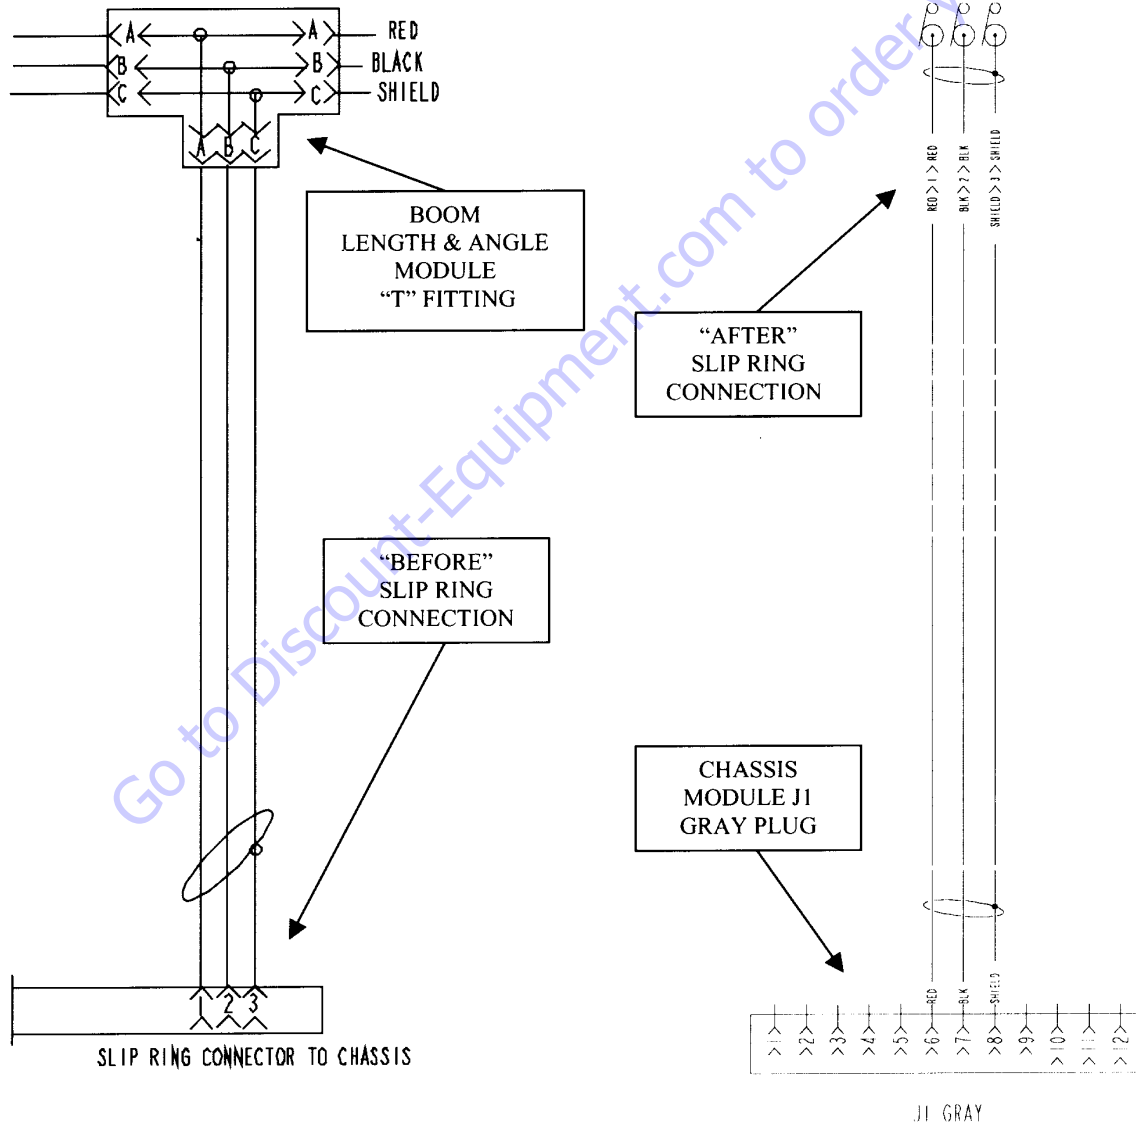 A A RED
B B BLACK
C C SHIELD
A B C
BOOM
LENGTH & ANGLE
MODULE
“T” FITTING
“BEFORE”
SLIP RING
CONNECTION
1 2 3
SLIP RING CONNECTOR TO CHASSIS
RED>1>RED
BLK>2>BLK
SHIELD>3>SHIELD
“AFTER”
SLIP RING
CONNECTION
CHASSIS
MODULE J1
GRAY PLUG
RED
BLK
SHIELD
>1>
>2>
>3>
>4>
>5>
>6>
>7>
>8>
>9>
>10>
>11>
>12>
J1 GRAY
Go to Discount-Equipment.com to order y